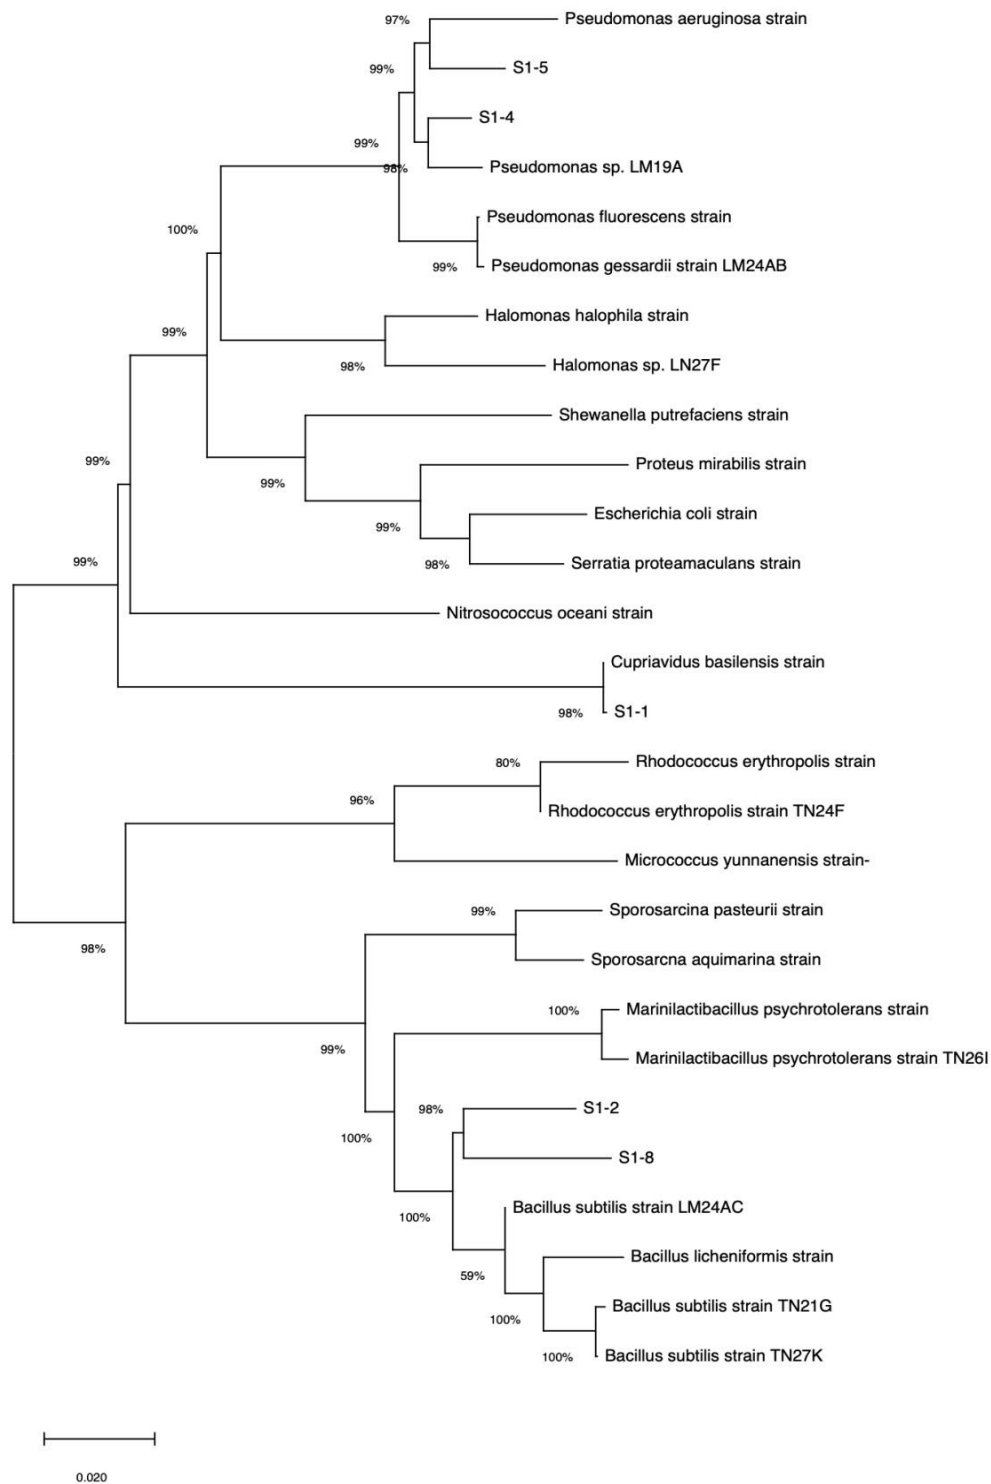 97%
Pseudomonas aeruginosa strain
99%
S1-5
S1-4
99%
98%
Pseudomonas sp. LM19A
Pseudomonas fluorescens strain
100%
99%
Pseudomonas gessardii strain LM24AB
Halomonas halophila strain
99%
98%
Halomonas sp. LN27F
Shewanella putrefaciens strain
99%
Proteus mirabilis strain
99%
Escherichia coli strain
99%
98%
Serratia proteamaculans strain
99%
Nitrosococcus oceani strain
Cupriavidus basilensis strain
98%
S1-1
80%
Rhodococcus erythropolis strain
96%
Rhodococcus erythropolis strain TN24F
Micrococcus yunnanensis strain-
99%
Sporosarcina pasteurii strain
98%
Sporosarcna aquimarina strain
100%
Marinilactibacillus psychrotolerans strain
99%
Marinilactibacillus psychrotolerans strain TN26I
98%
S1-2
100%
S1-8
100%
Bacillus subtilis strain LM24AC
Bacillus licheniformis strain
59%
Bacillus subtilis strain TN21G
100%
100%
Bacillus subtilis strain TN27K
0.020